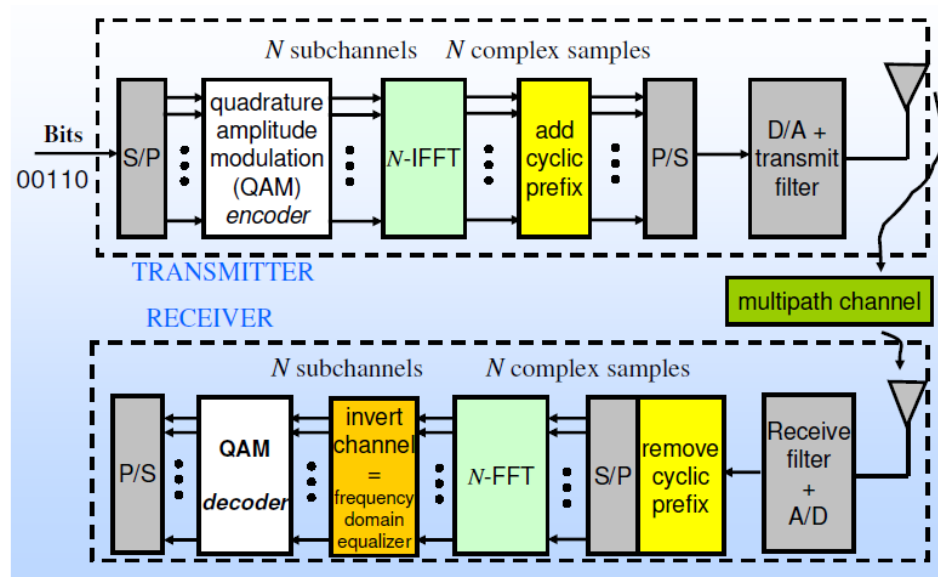 N subchannels N complex samples
Bits
00110
S/P
quadrature
amplitude
modulation
(QAM)
encoder
N-IFFT
add
cyclic
prefix
P/S
D/A +
transmit
filter
TRANSMITTER
multipath channel
RECEIVER
N subchannels N complex samples
P/S
QAM
decoder
invert
channel
=
frequency
domain
equalizer
N-FFT
S/P
remove
cyclic
prefix
Receive
filter
+
A/D